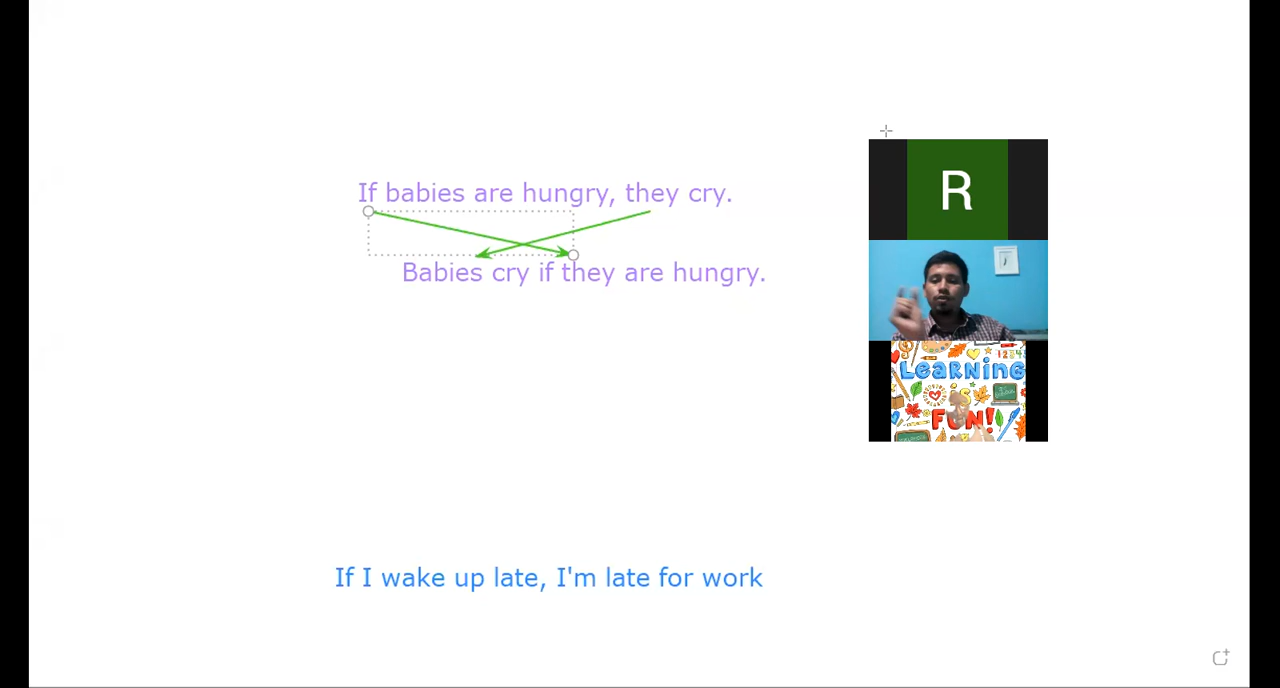 If babies are hungry, they cry.
Babies cry if they are hungry.
R
LeaRNiNG
is
FUN!
If I wake up late, I'm late for work